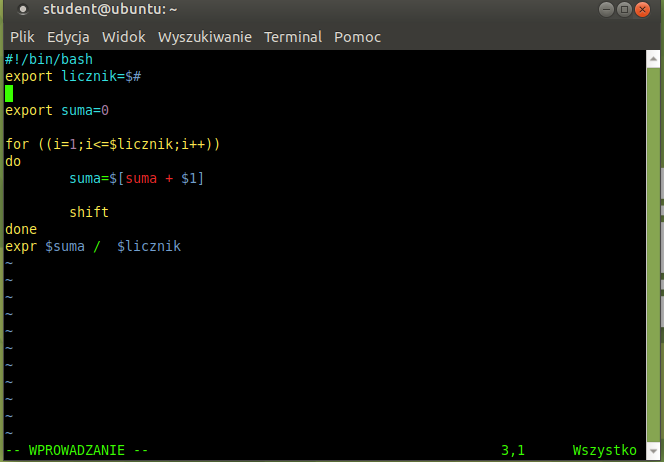 student@ubuntu: ~
Plik Edycja Widok Wyszukiwanie Terminal Pomoc
#!/bin/bash
export licznik=$#
export suma=0
for ((i=1;i<=$licznik;i++))
do
suma=$[suma + $1]
shift
done
expr $suma /  $licznik
~
~
~
~
~
~
~
~
~
~
~
-- WPROWADZANIE -- 3,1 Wszystko